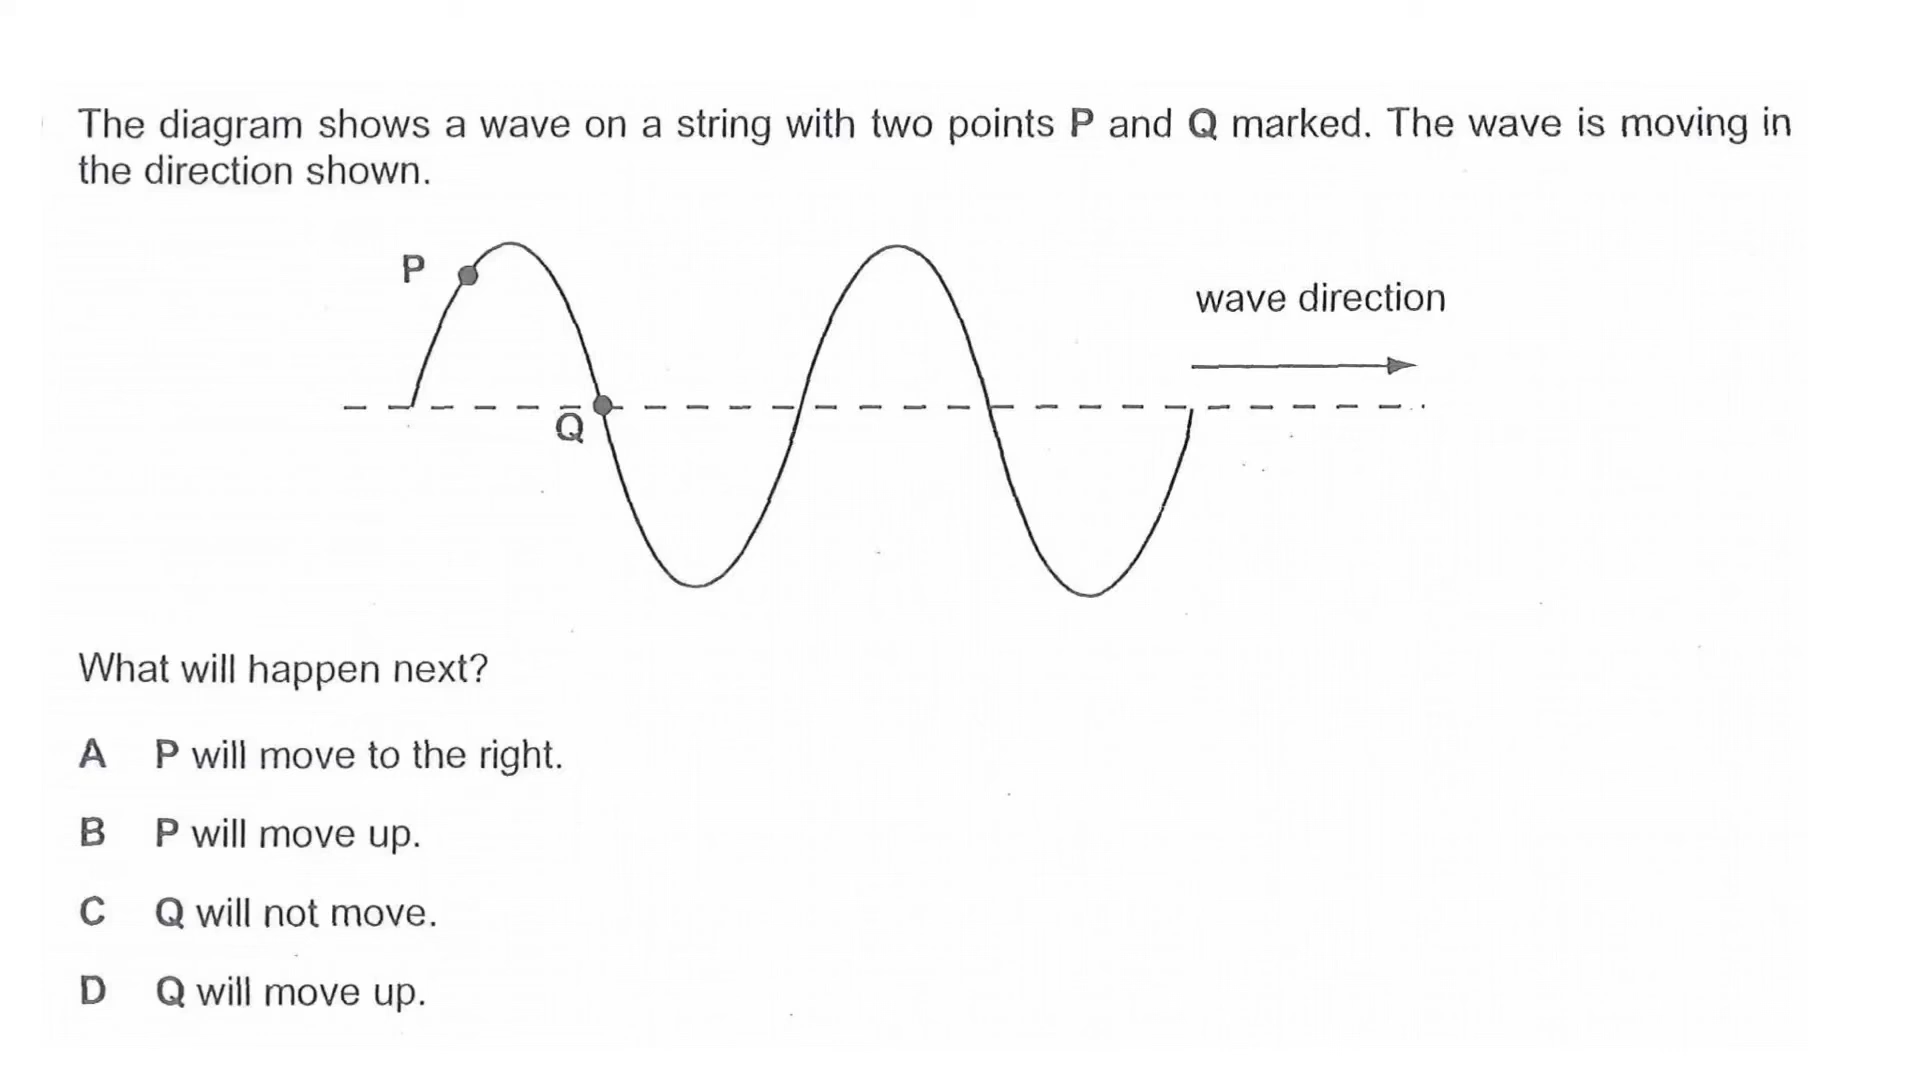 The diagram shows a wave on a string with two points P and Q marked. The wave is moving in
the direction shown.
P
wave direction
Q
What will happen next?
A P will move to the right.
B P will move up.
C Q will not move.
D Q will move up.